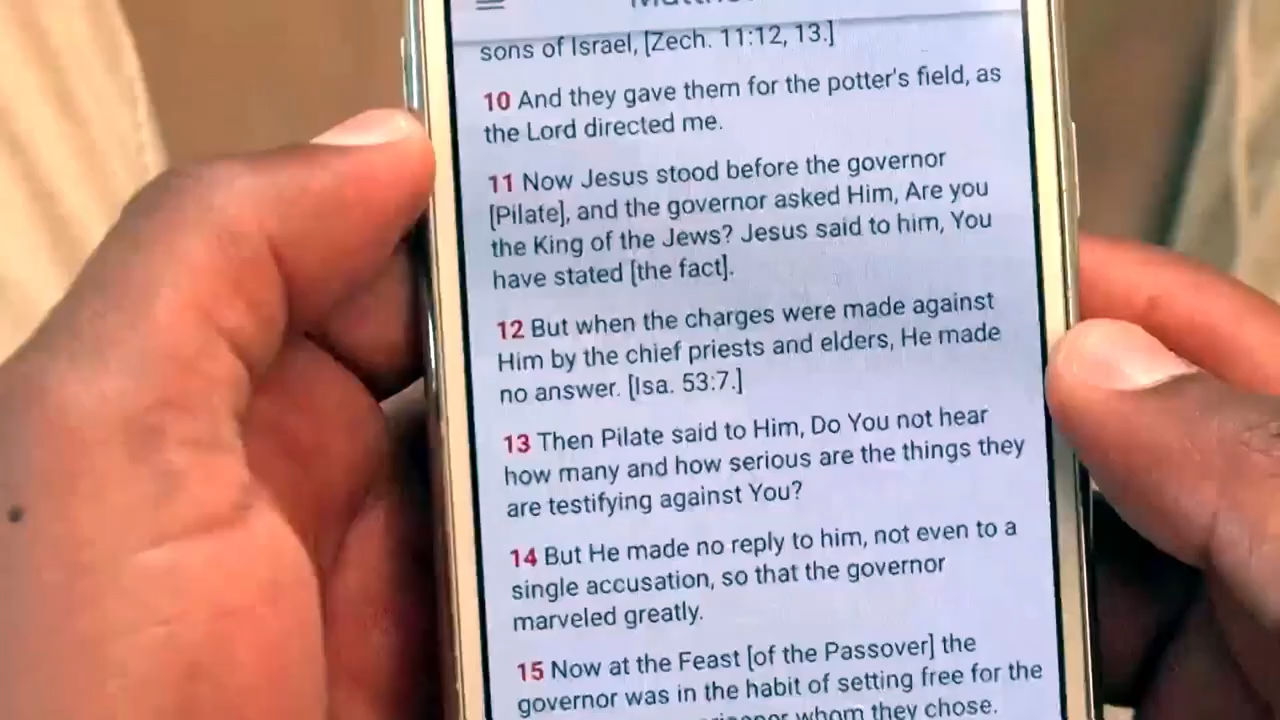 sons of Israel, [Zech. 11:12, 13.]
10 And they gave them for the potter's field, as
the Lord directed me.
11 Now Jesus stood before the governor
[Pilate], and the governor asked Him, Are you
the King of the Jews? Jesus said to him, You
have stated [the fact].
12 But when the charges were made against
Him by the chief priests and elders, He made
no answer. [Isa. 53:7.]
13 Then Pilate said to Him, Do You not hear
how many and how serious are the things they
are testifying against You?
14 But He made no reply to him, not even to a
single accusation, so that the governor
marveled greatly.
15 Now at the Feast [of the Passover] the
governor was in the habit of setting free for the
whom they chose.